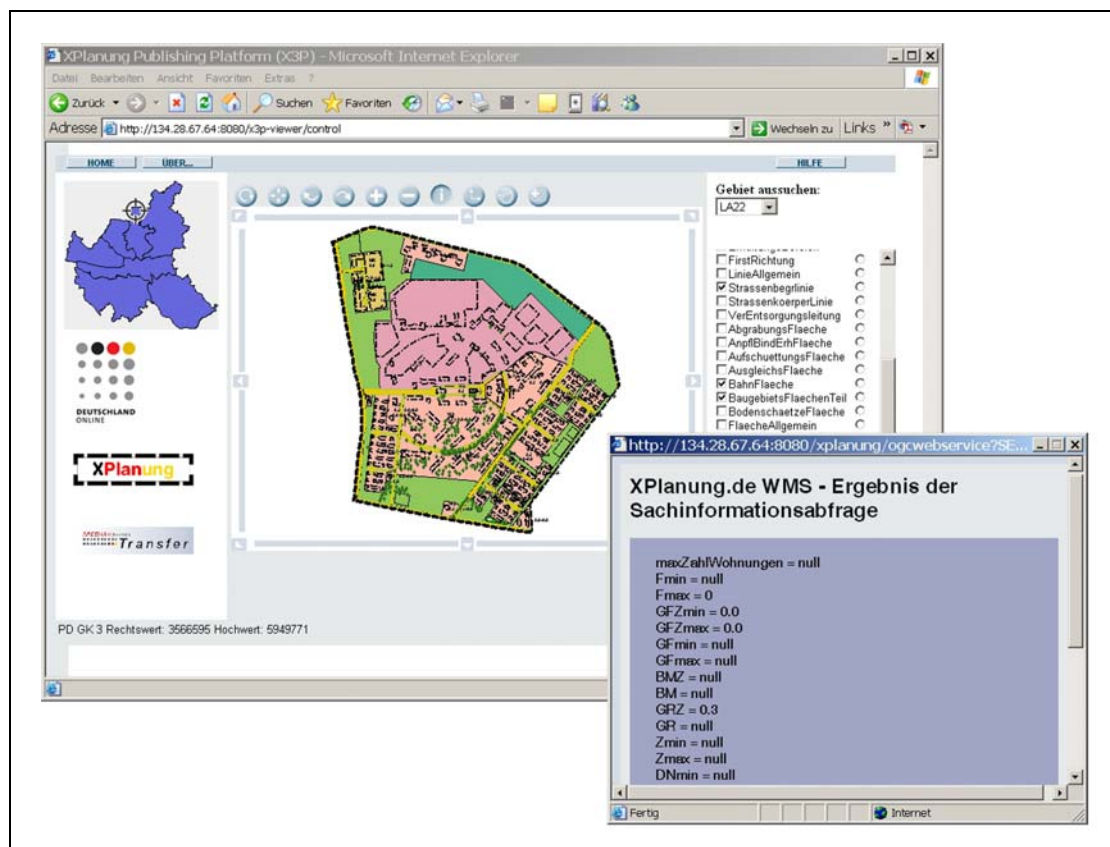 XPlanung Publishing Platform (X3P) - Microsoft Internet Explorer
Datei Bearbeiten Ansicht Favoriten Extras ?
Zurück Suchen Favoriten
Adresse http://134.28.67.64:8080/x3p-viewer/control Wechseln zu Links »
HOME ÜBER... HILFE
Gebiet aussuchen:
LA22
FirstRichtung
LinieAllgemein
Strassenbegrlinie
StrassenkoerperLinie
VerEntsorgungsleitung
AbgrabungsFlaeche
AnpflBindErhFlaeche
AufschuettungsFlaeche
AusgleichsFlaeche
BahnFlaeche
BaugebietsFlaechenTeil
BodenschaetzeFlaeche
FlaecheAllgemein
DEUTSCHLAND
ONLINE
XPlanung
Transfer
PD GK 3 Rechtswert: 3566595 Hochwert: 5949771
http://134.28.67.64:8080/xplanung/ogcwebservice?SE...
XPlanung.de WMS - Ergebnis der
Sachinformationsabfrage
maxZahlWohnungen = null
Fmin = null
Fmax = 0
GFZmin = 0.0
GFZmax = 0.0
GFmin = null
GFmax = null
BMZ = null
BM = null
GRZ = 0.3
GR = null
Zmin = null
Zmax = null
DNmin = null
Fertig Internet